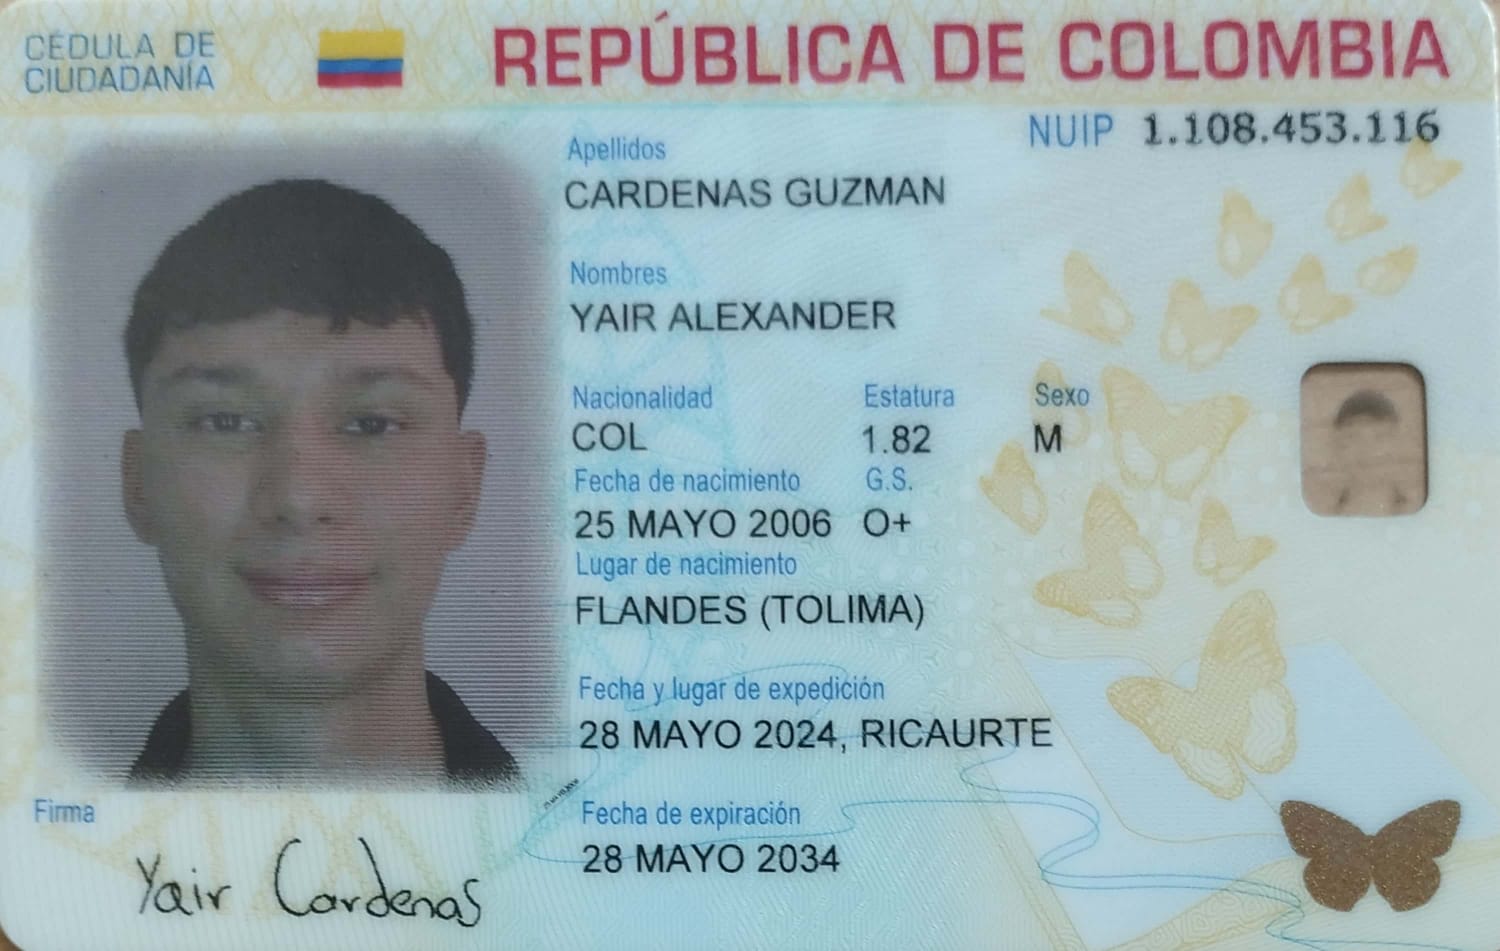 CÉDULA DE
CIUDADANÍA
REPÚBLICA DE COLOMBIA
NUIP 1.108.453.116
Apellidos
CARDENAS GUZMAN
Nombres
YAIR ALEXANDER
Nacionalidad Estatura Sexo
COL 1.82 M
Fecha de nacimiento G.S.
25 MAYO 2006 O+
Lugar de nacimiento
FLANDES (TOLIMA)
Fecha y lugar de expedición
28 MAYO 2024, RICAURTE
Fecha de expiración
28 MAYO 2034
Firma
Yair Cardenas